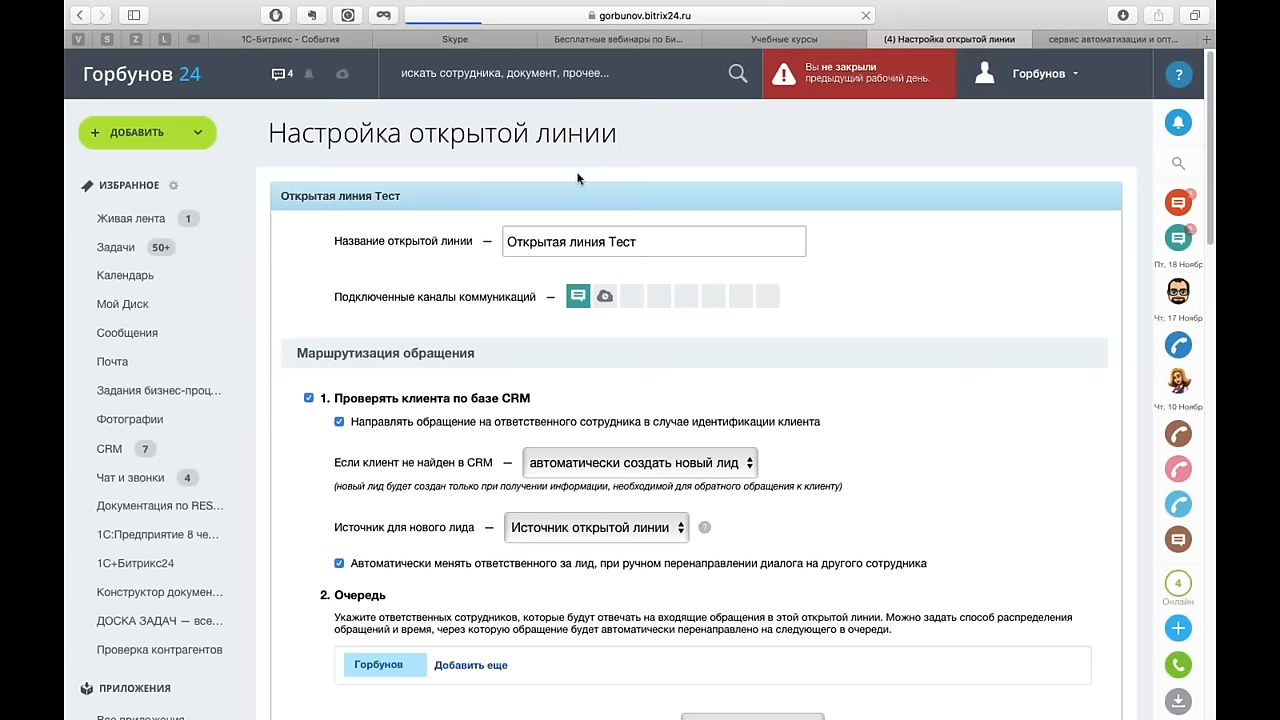 gorbunov.bitrix24.ru
V S Z L
1С-Битрикс - События
Skype
Бесплатные вебинары по Би...
Учебные курсы
(4) Настройка открытой линии
сервис автоматизации и опт...
Горбунов 24
4
искать сотрудника, документ, прочее...
Вы не закрыли
предыдущий рабочий день.
Горбунов
?
+ ДОБАВИТЬ
Настройка открытой линии
ИЗБРАННОЕ
Живая лента 1
Задачи 50+
Календарь
Мой Диск
Сообщения
Почта
Задания бизнес-проц...
Фотографии
CRM 7
Чат и звонки 4
Документация по RES...
1С:Предприятие 8 че...
1С+Битрикс24
Конструктор докумен...
ДОСКА ЗАДАЧ — все...
Проверка контрагентов
ПРИЛОЖЕНИЯ
Все приложения
Открытая линия Тест
Название открытой линии — Открытая линия Тест
Подключенные каналы коммуникаций —
Маршрутизация обращения
1. Проверять клиента по базе CRM
Направлять обращение на ответственного сотрудника в случае идентификации клиента
Если клиент не найден в CRM — автоматически создать новый лид
(новый лид будет создан только при получении информации, необходимой для обратного обращения к клиенту)
Источник для нового лида — Источник открытой линии ?
Автоматически менять ответственного за лид, при ручном перенаправлении диалога на другого сотрудника
2. Очередь
Укажите ответственных сотрудников, которые будут отвечать на входящие обращения в этой открытой линии. Можно задать способ распределения
обращений и время, через которую обращение будет автоматически перенаправлено на следующего в очереди.
Горбунов Добавить еще
Пт, 18 Ноябр
Чт, 17 Ноябр
Чт, 10 Ноябр
4
Онлайн